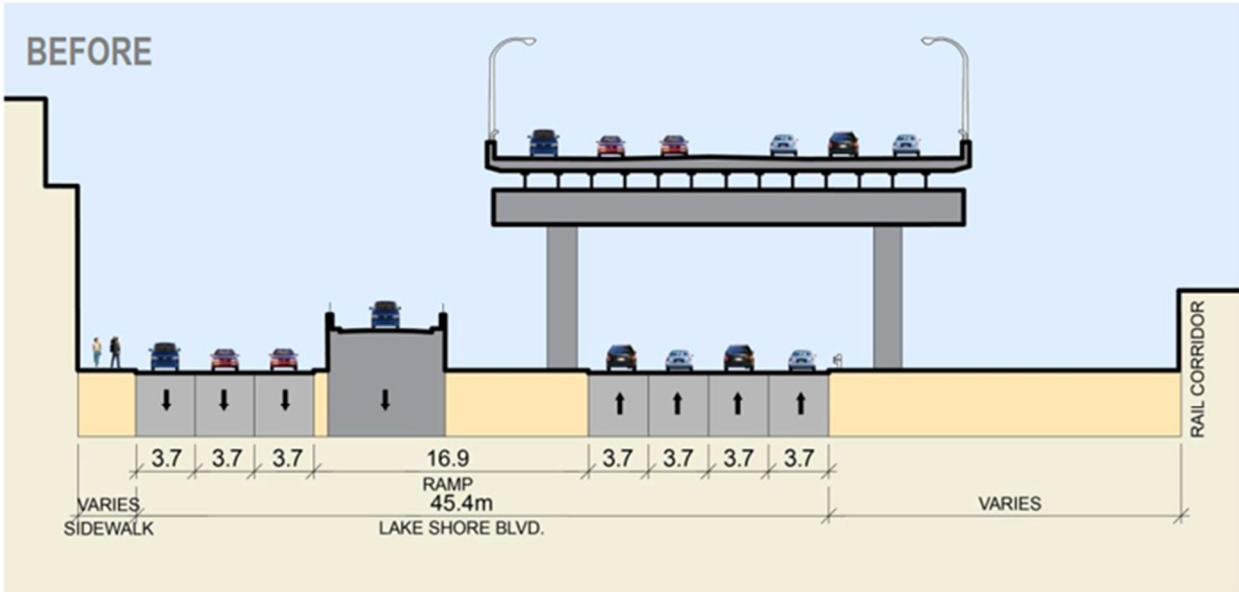 BEFORE
RAIL CORRIDOR
3.7 3.7 3.7 16.9 3.7 3.7 3.7 3.7
RAMP
VARIES 45.4m VARIES
SIDEWALK LAKE SHORE BLVD.